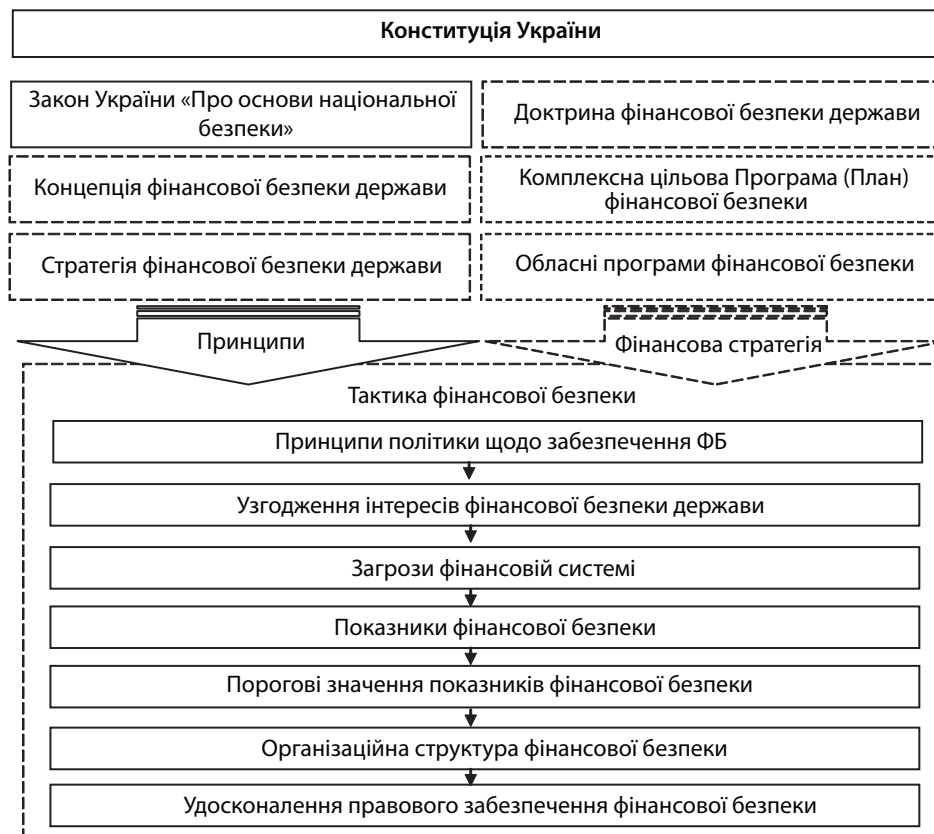 Конституція України
Закон України «Про основи національної
безпеки»
Доктрина фінансової безпеки держави
Концепція фінансової безпеки держави
Комплексна цільова Програма (План)
фінансової безпеки
Стратегія фінансової безпеки держави
Обласні програми фінансової безпеки
Принципи
Фінансова стратегія
Тактика фінансової безпеки
Принципи політики щодо забезпечення ФБ
Узгодження інтересів фінансової безпеки держави
Загрози фінансовій системі
Показники фінансової безпеки
Порогові значення показників фінансової безпеки
Організаційна структура фінансової безпеки
Удосконалення правового забезпечення фінансової безпеки